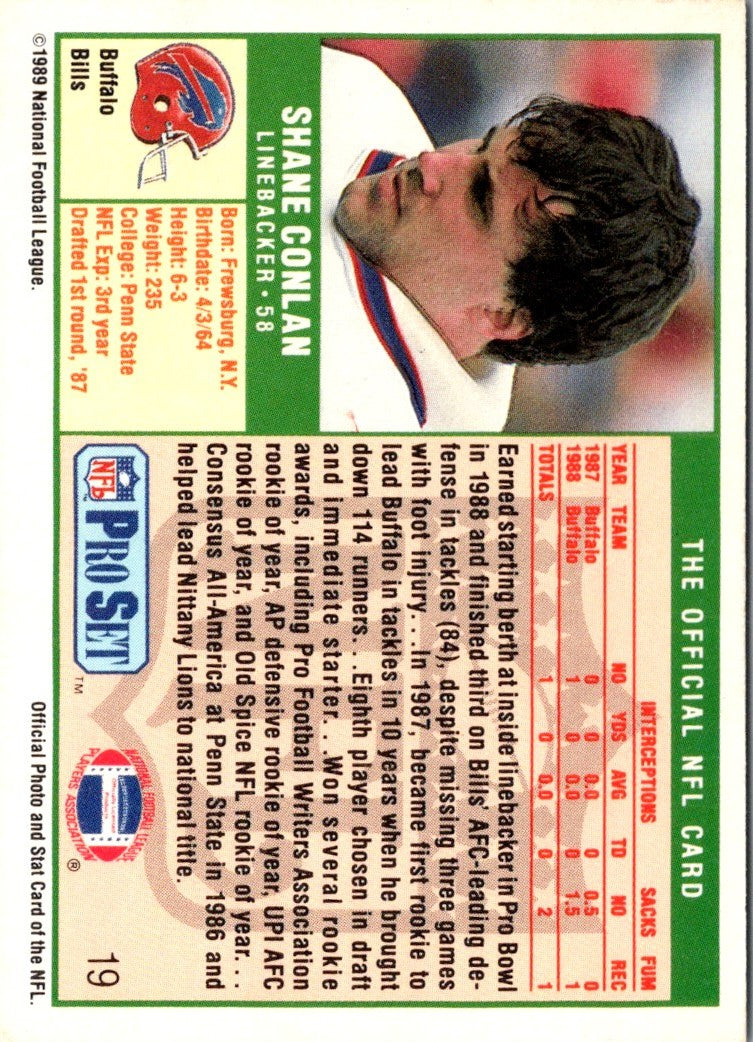 THE OFFICIAL NFL CARD
SHANE CONLAN
LINEBACKER • 58
Buffalo
Bills
Born: Frewsburg, N.Y.
Birthdate: 4/3/64
Height: 6-3
Weight: 235
College: Penn State
NFL Exp: 3rd year
Drafted 1st round, '87
INTERCEPTIONS SACKS FUM
YEAR TEAM NO YDS AVG TD NO REC
1987 Buffalo 0 0 0.0 0 0.5 0
1988 Buffalo 1 0 0.0 0 1.5 1
TOTALS 1 0 0.0 0 2 1
Earned starting berth at inside linebacker in Pro Bowl
in 1988 and finished third on Bills' AFC-leading de-
fense in tackles (84), despite missing three games
with foot injury. . .In 1987, became first rookie to
lead Buffalo in tackles in 10 years when he brought
down 114 runners. . .Eighth player chosen in draft
and immediate starter. . .Won several rookie
awards, including Pro Football Writers Association
rookie of year, AP defensive rookie of year, UPI AFC
rookie of year, and Old Spice NFL rookie of year. . .
Consensus All-America at Penn State in 1986 and
helped lead Nittany Lions to national title.
NFL PRO SET TM
NATIONAL FOOTBALL LEAGUE
PLAYERS ASSOCIATION ®
19
© 1989 National Football League.
Official Photo and Stat Card of the NFL.